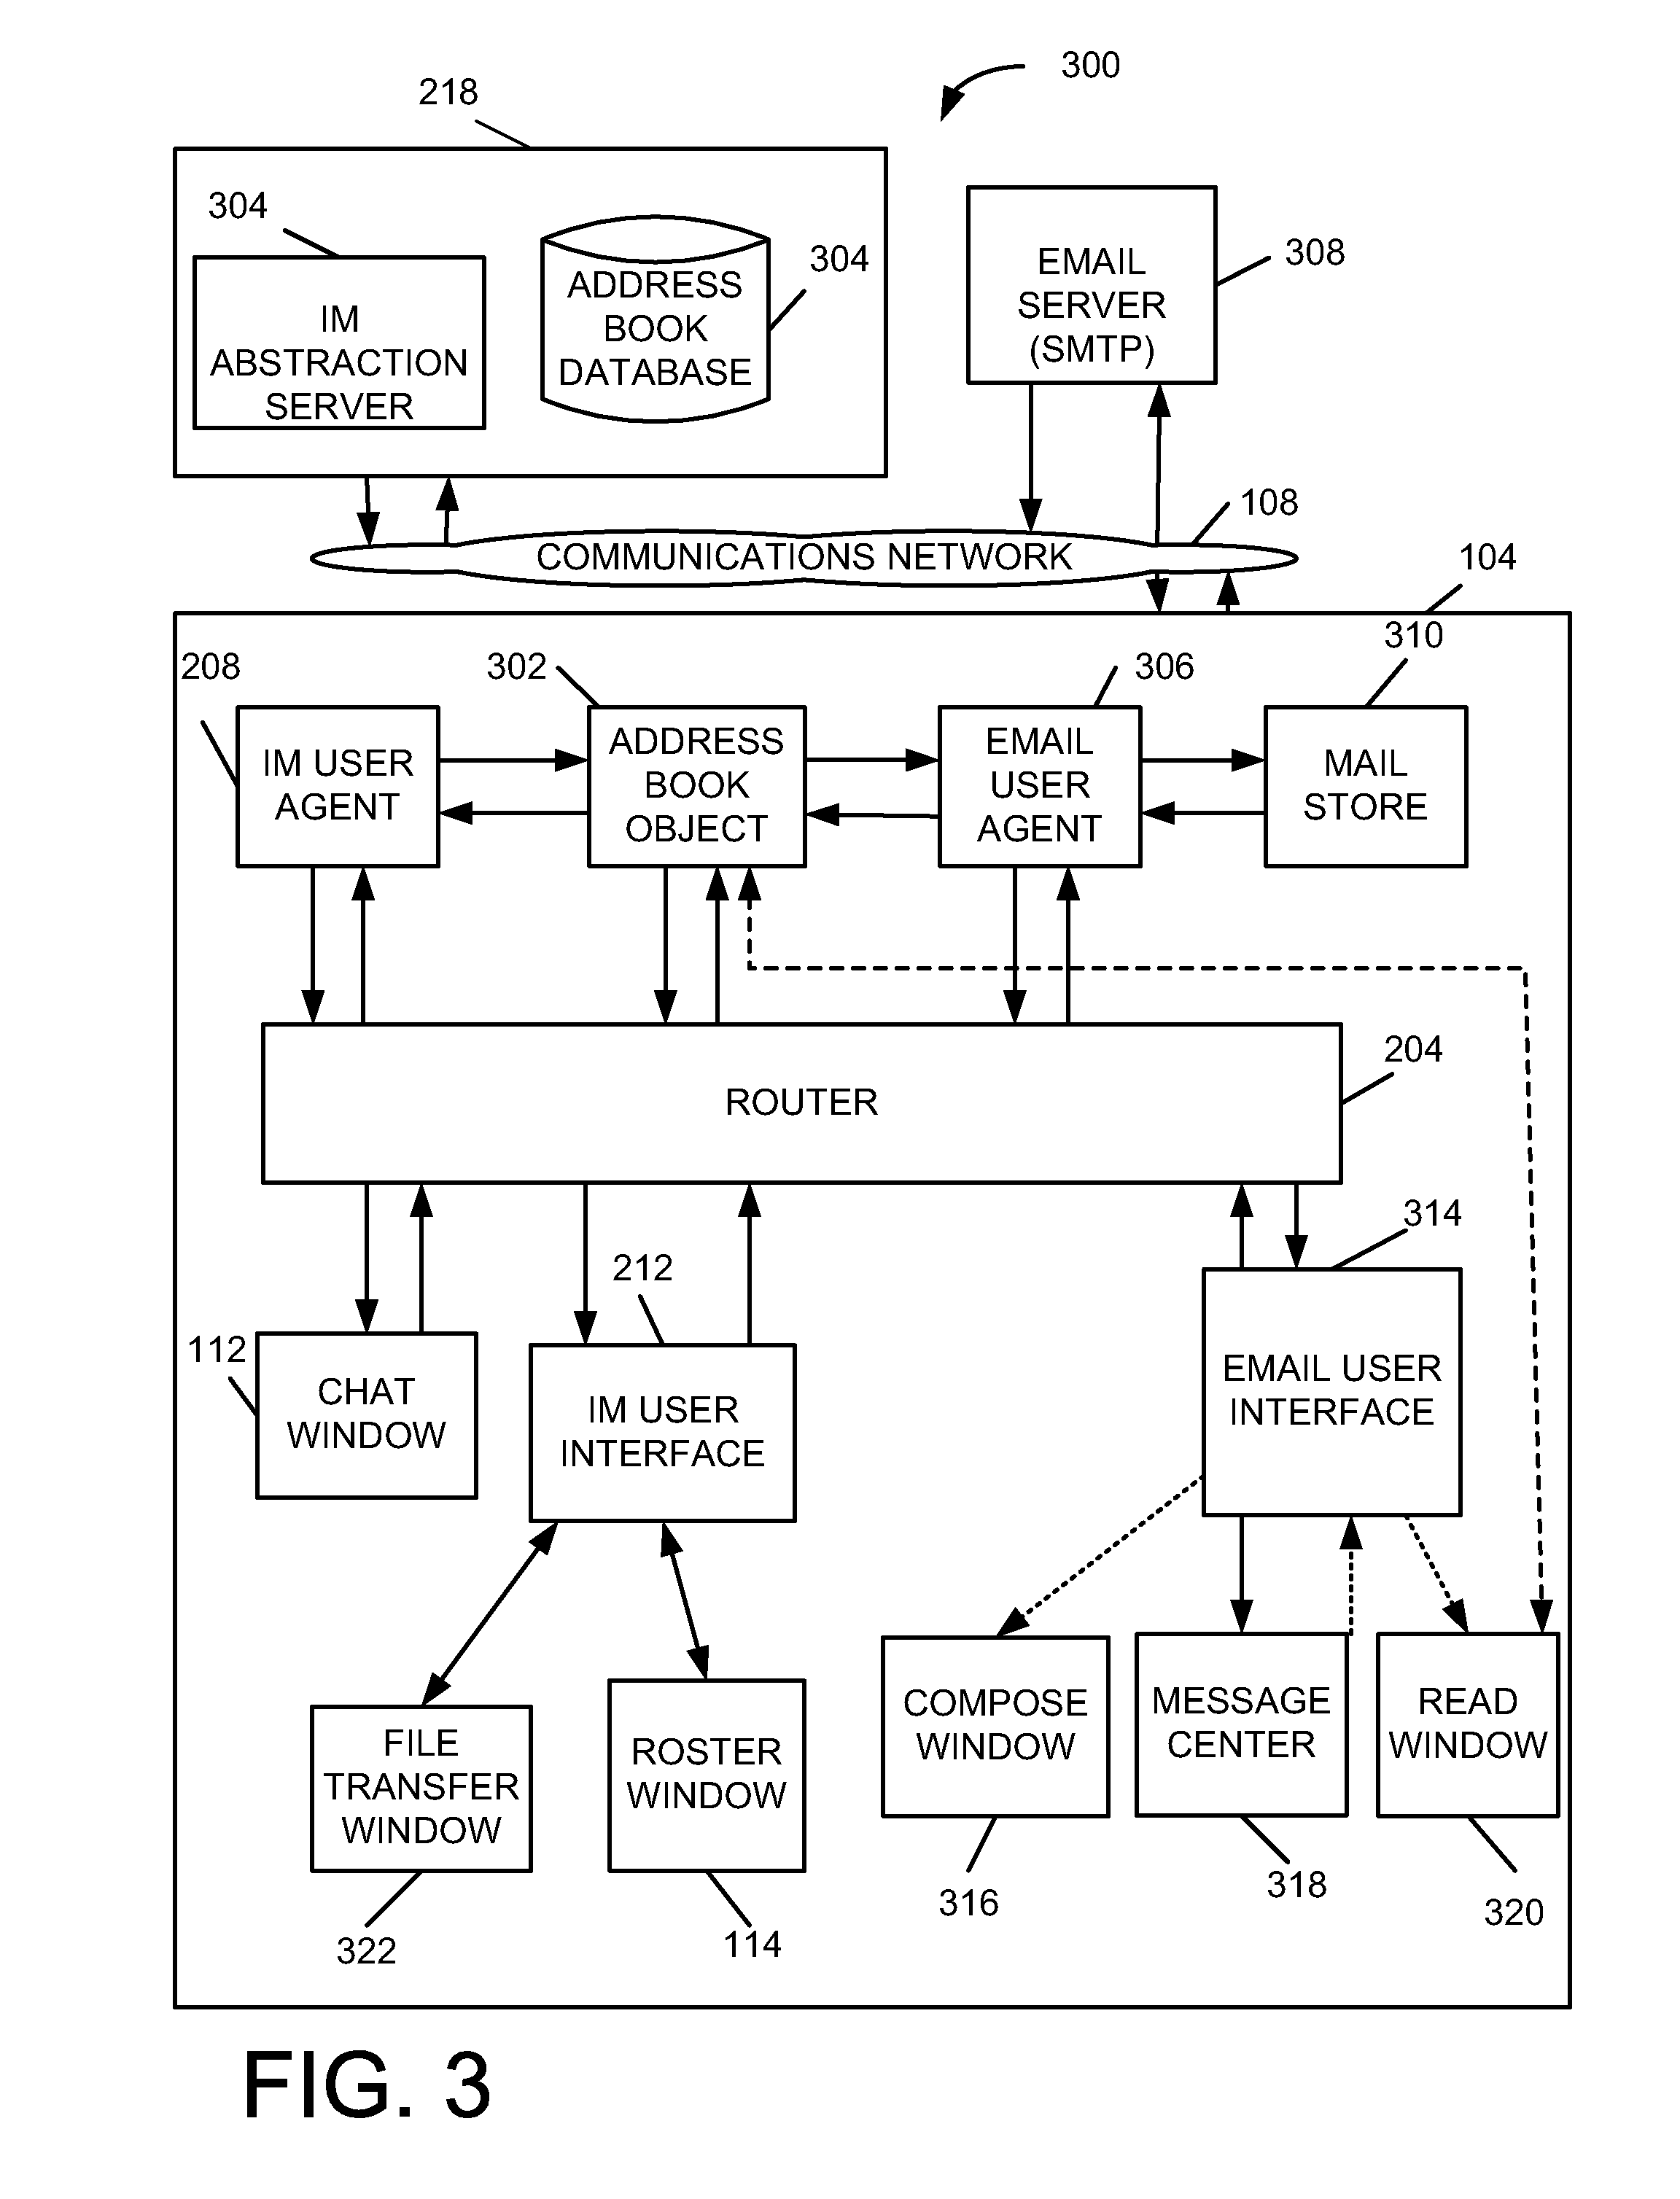 300
218
304
IM
ABSTRACTION
SERVER
ADDRESS
BOOK
DATABASE
304
EMAIL
SERVER
(SMTP)
308
108
COMMUNICATIONS NETWORK
104
310
208
302
306
IM USER
AGENT
ADDRESS
BOOK
OBJECT
EMAIL
USER
AGENT
MAIL
STORE
204
ROUTER
314
212
112
CHAT
WINDOW
IM USER
INTERFACE
EMAIL USER
INTERFACE
FILE
TRANSFER
WINDOW
ROSTER
WINDOW
COMPOSE
WINDOW
MESSAGE
CENTER
READ
WINDOW
322
114
316
318
320
FIG. 3